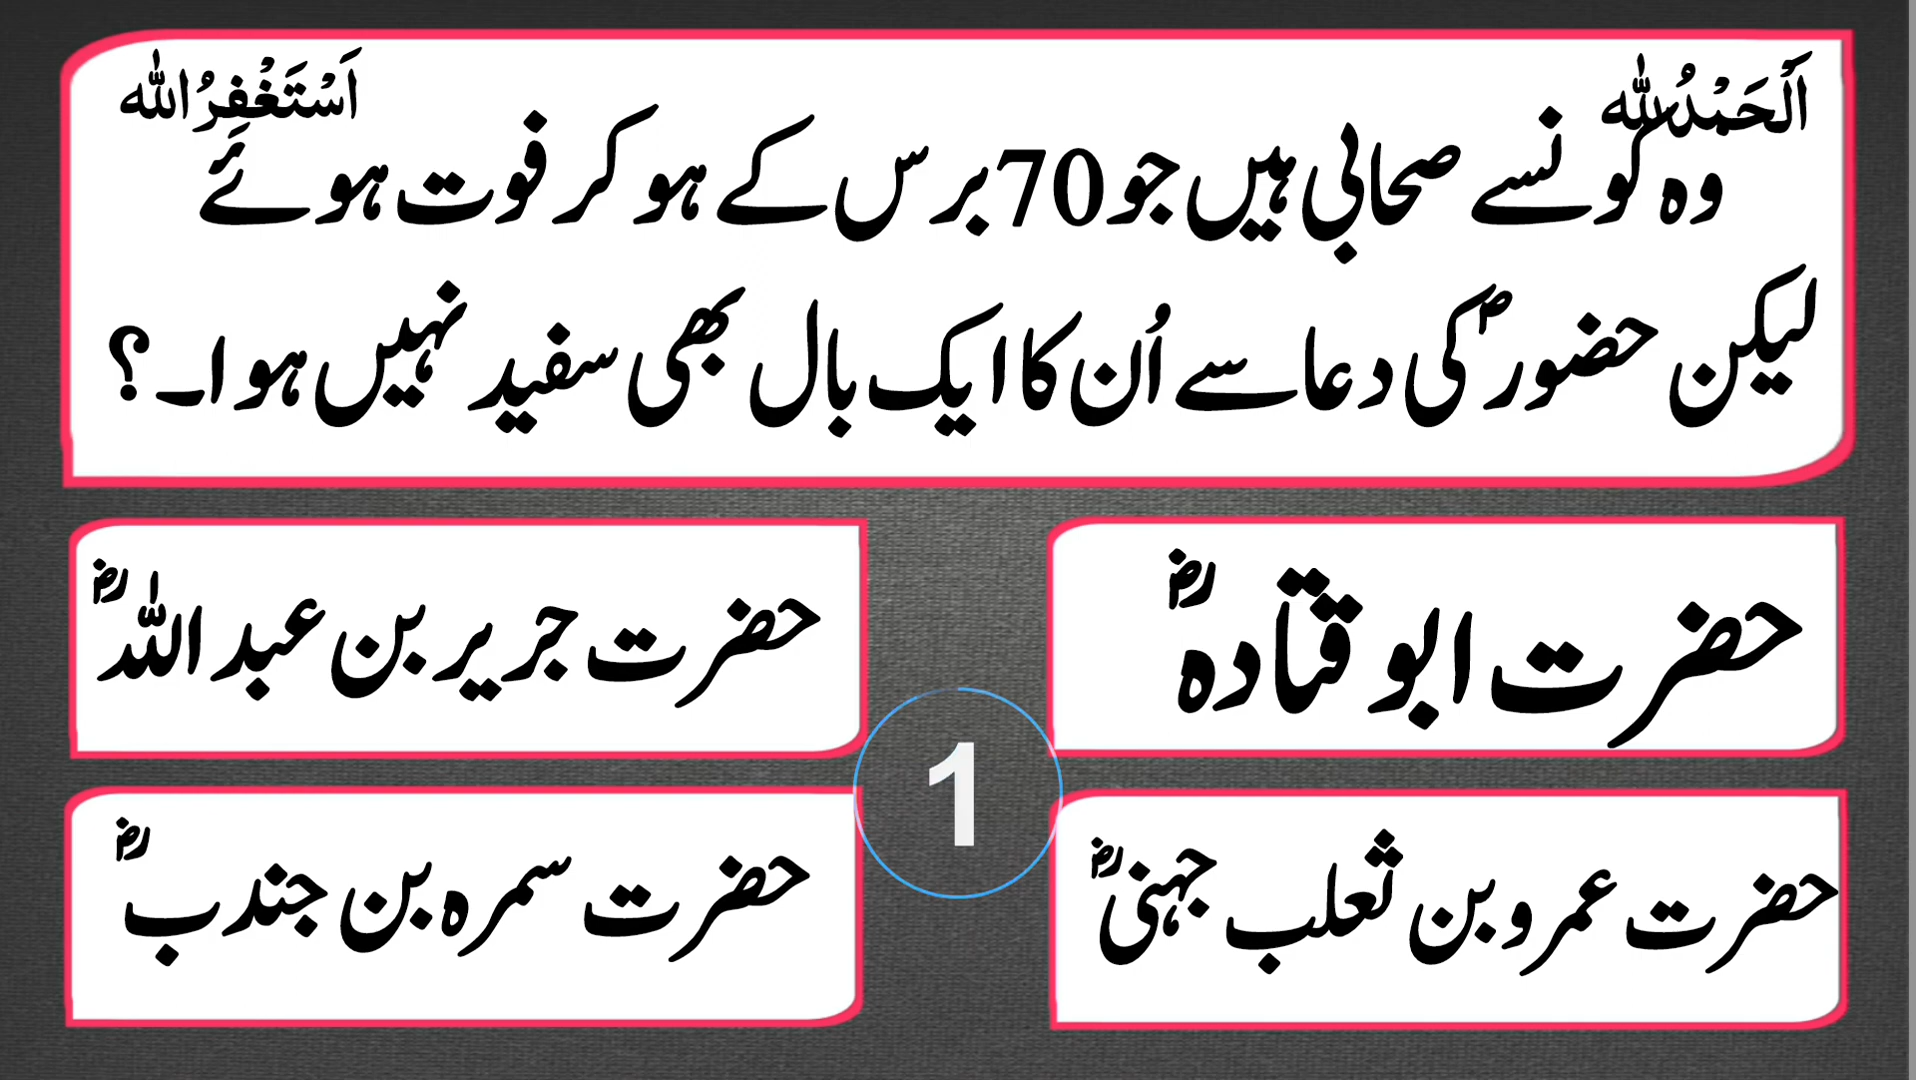 اَلْحَمْدُلِلّٰہ
اَسْتَغْفِرُاللّٰہ
وہ کونسے صحابی ہیں جو 70 برس کے ہو کر فوت ہوئے
لیکن حضورؐ کی دعا سے اُن کا ایک بال بھی سفید نہیں ہوا۔؟
حضرت ابو قتادہؓ
حضرت جریر بن عبد اللہؓ
1
حضرت عمرو بن ثعلب جہنیؓ
حضرت سمرہ بن جندبؓ